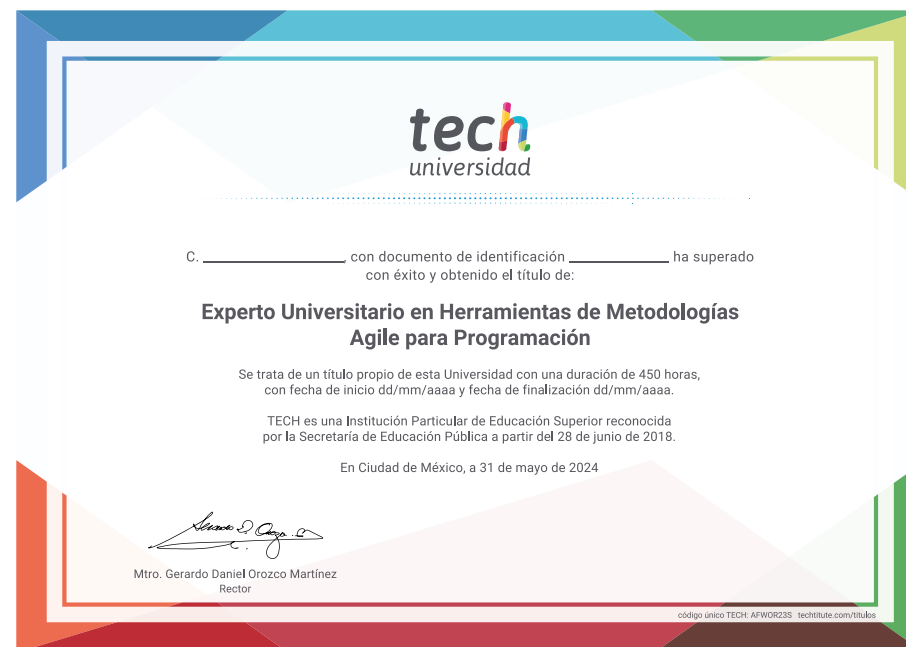 tech
universidad
C. ____________________, con documento de identificación ______________ ha superado
con éxito y obtenido el título de:
Experto Universitario en Herramientas de Metodologías
Agile para Programación
Se trata de un título propio de esta Universidad con una duración de 450 horas,
con fecha de inicio dd/mm/aaaa y fecha de finalización dd/mm/aaaa.
TECH es una Institución Particular de Educación Superior reconocida
por la Secretaría de Educación Pública a partir del 28 de junio de 2018.
En Ciudad de México, a 31 de mayo de 2024
Mtro. Gerardo Daniel Orozco Martínez
Rector
código único TECH: AFWOR23S techtitute.com/titulos